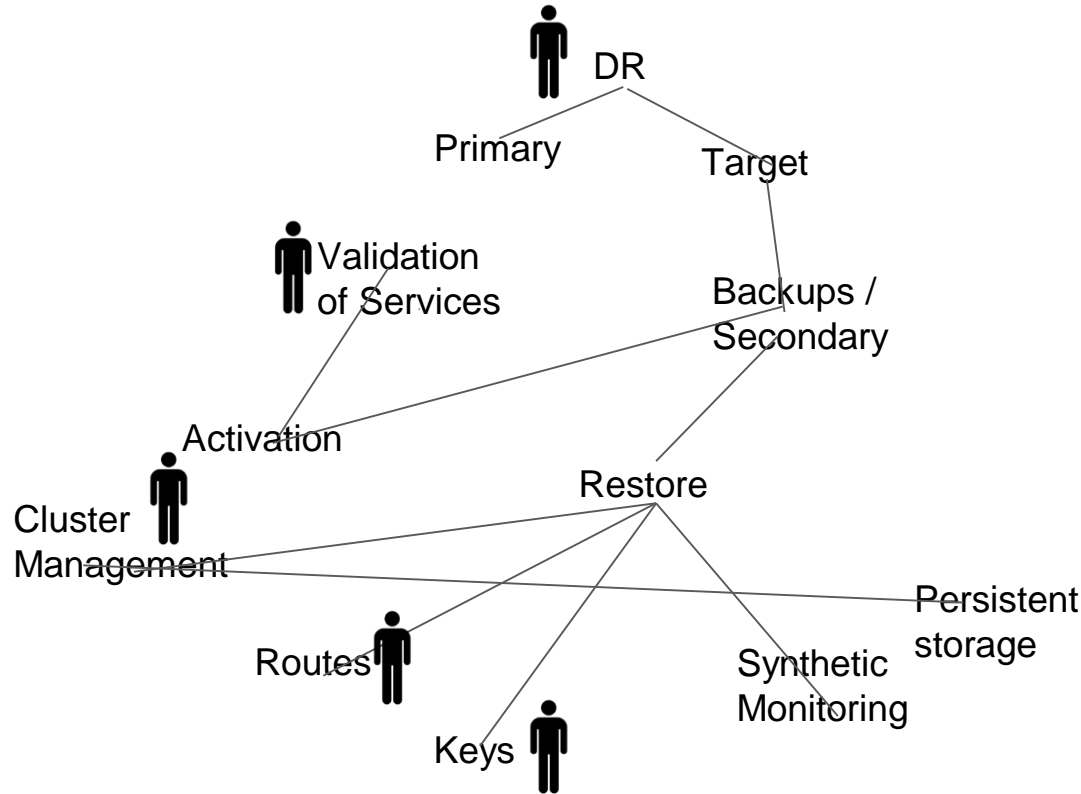 DR
Primary
Target
Validation
of Services
Backups /
Secondary
Activation
Restore
Cluster
Management
Persistent
storage
Routes
Synthetic
Monitoring
Keys